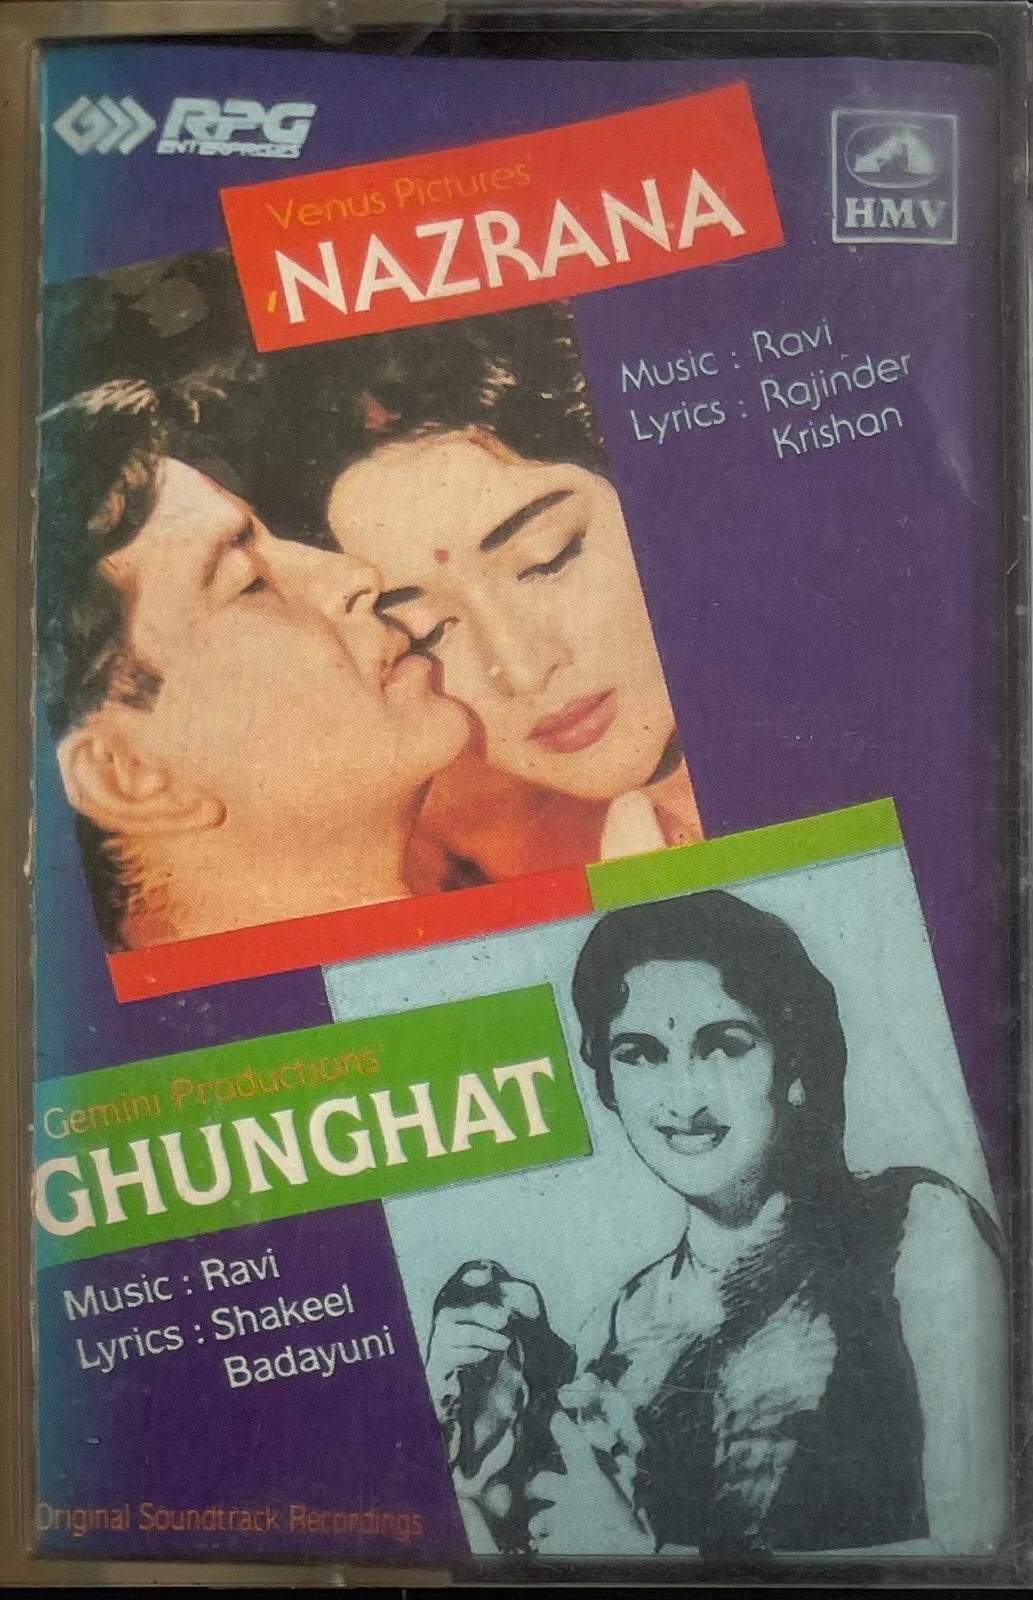 RPG
ENTERPRISES
HMV
Venus Pictures'
NAZRANA
Music : Ravi
Lyrics : Rajinder
Krishan
Gemini Productions'
GHUNGHAT
Music : Ravi
Lyrics : Shakeel
Badayuni
Original Soundtrack Recordings